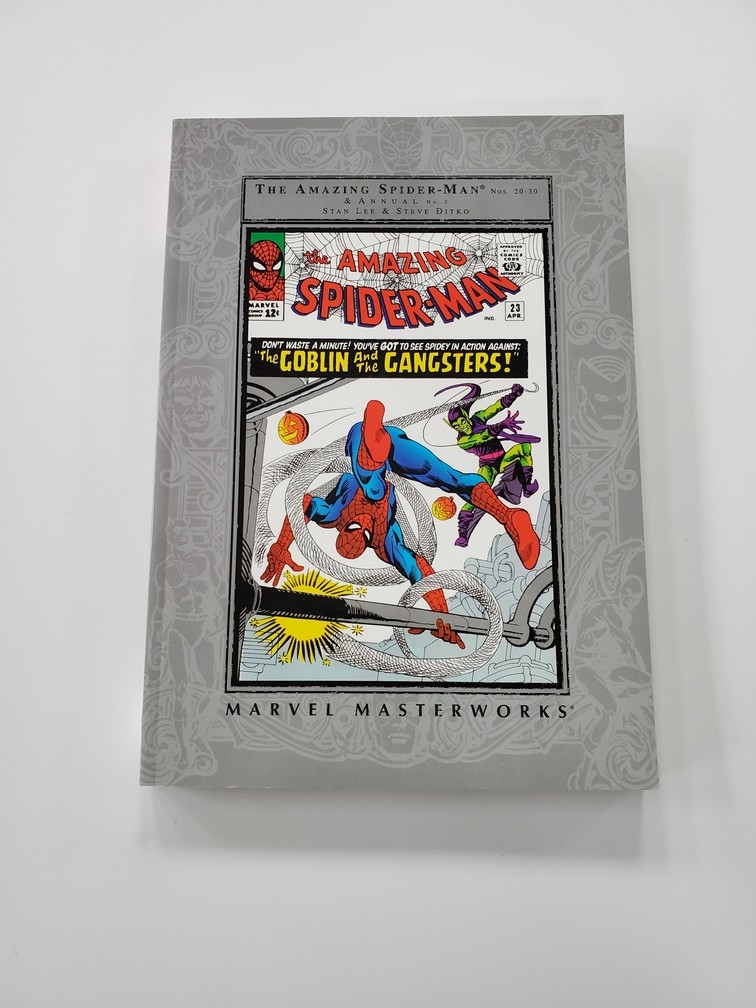 THE AMAZING SPIDER-MAN® NOS. 20-30
& ANNUAL NO. 2
STAN LEE & STEVE DITKO
the AMAZING
SPIDER-MAN
APPROVED
BY THE
COMICS
CODE
AUTHORITY
MARVEL
COMICS
GROUP 12¢
IND.
23
APR.
DON'T WASTE A MINUTE! YOU'VE GOT TO SEE SPIDEY IN ACTION AGAINST:
"The GOBLIN And The GANGSTERS!"
MARVEL MASTERWORKS®